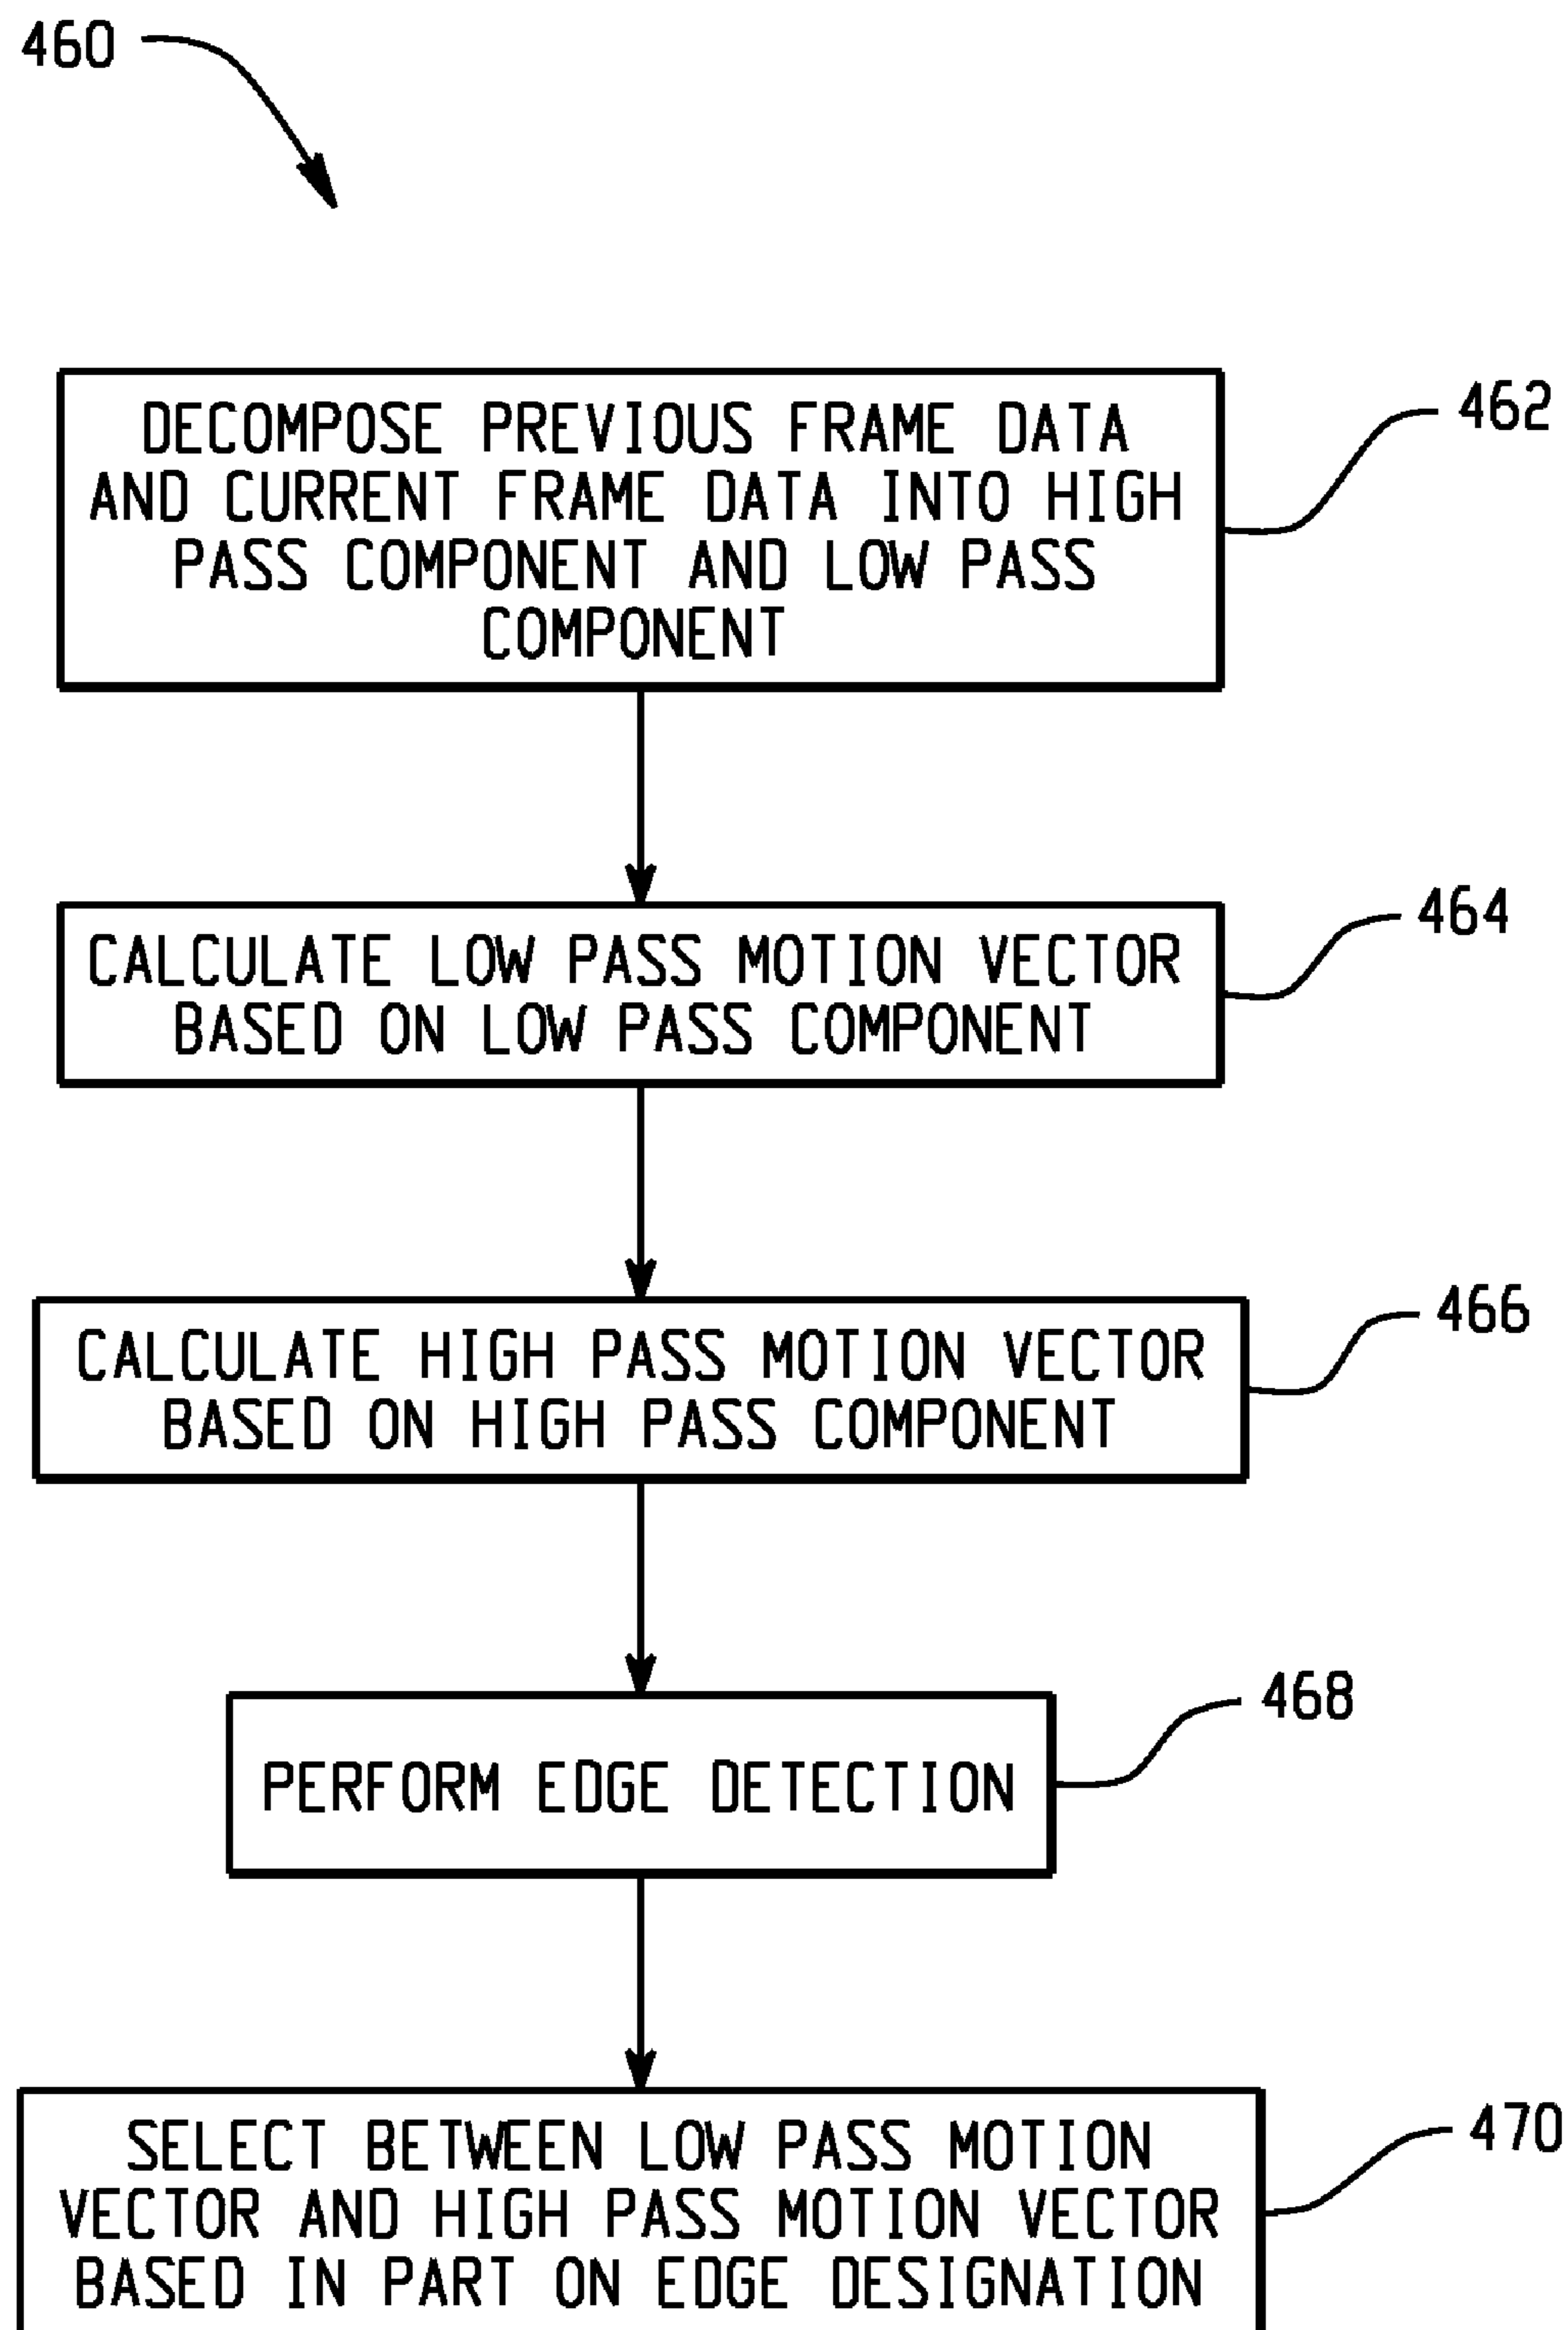 460
DECOMPOSE PREVIOUS FRAME DATA
AND CURRENT FRAME DATA INTO HIGH
PASS COMPONENT AND LOW PASS
COMPONENT
462
CALCULATE LOW PASS MOTION VECTOR
BASED ON LOW PASS COMPONENT
464
CALCULATE HIGH PASS MOTION VECTOR
BASED ON HIGH PASS COMPONENT
466
PERFORM EDGE DETECTION
468
SELECT BETWEEN LOW PASS MOTION
VECTOR AND HIGH PASS MOTION VECTOR
BASED IN PART ON EDGE DESIGNATION
470